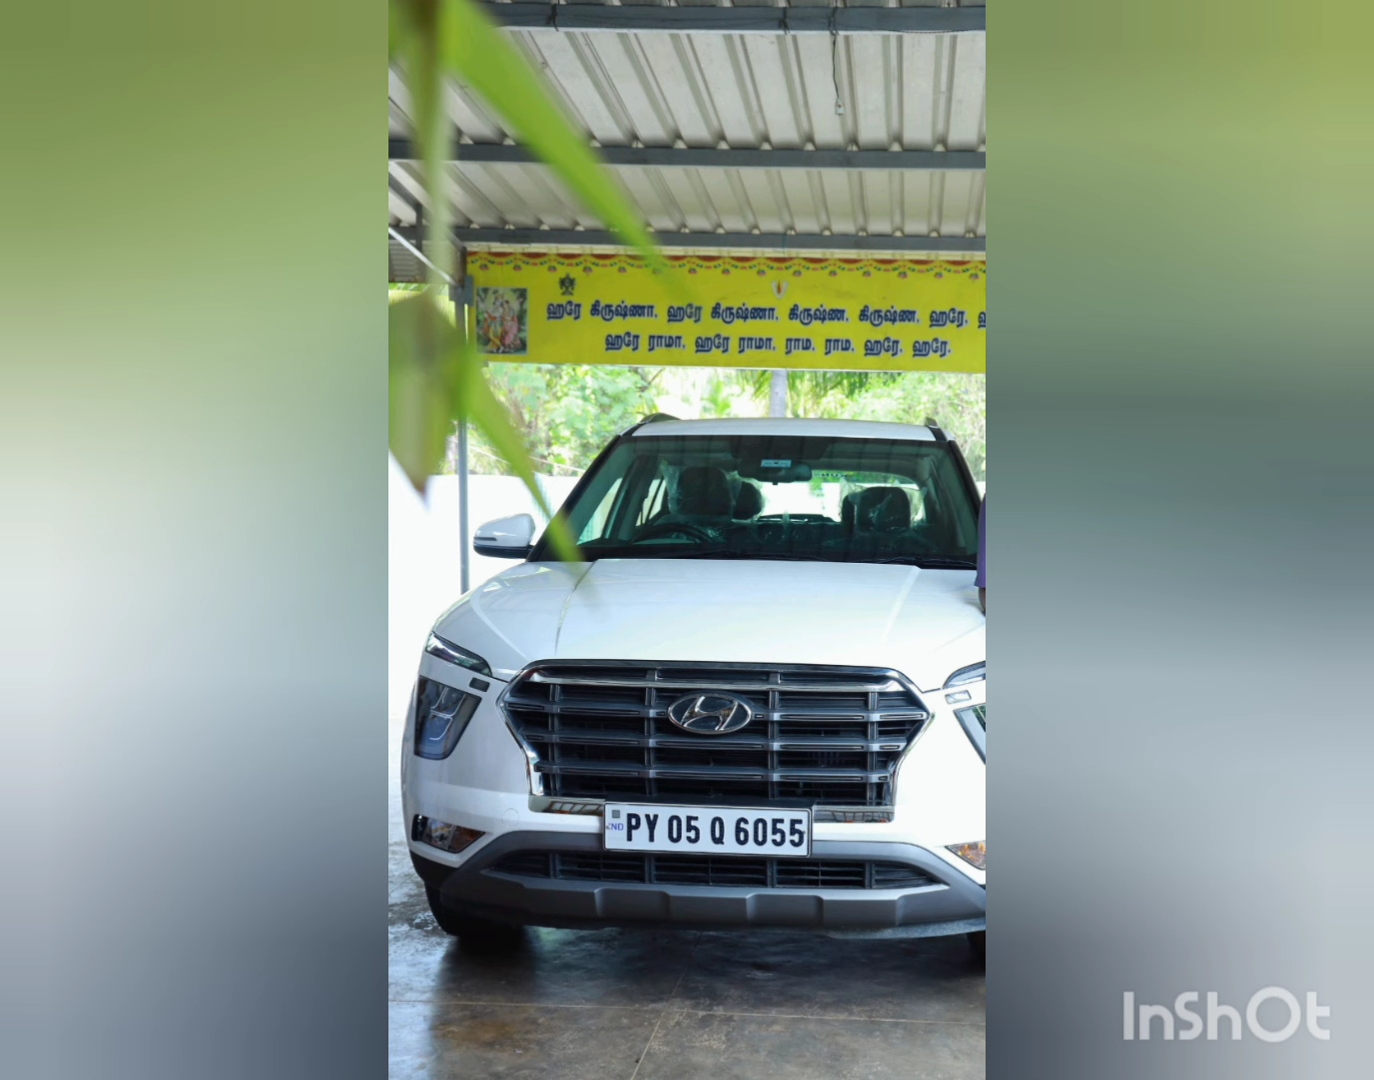 ஹரே கிருஷ்ணா, ஹரே கிருஷ்ணா, கிருஷ்ண, கிருஷ்ண, ஹரே,
ஹரே ராமா, ஹரே ராமா, ராம, ராம, ஹரே, ஹரே.
IND PY 05 Q 6055
InShOt